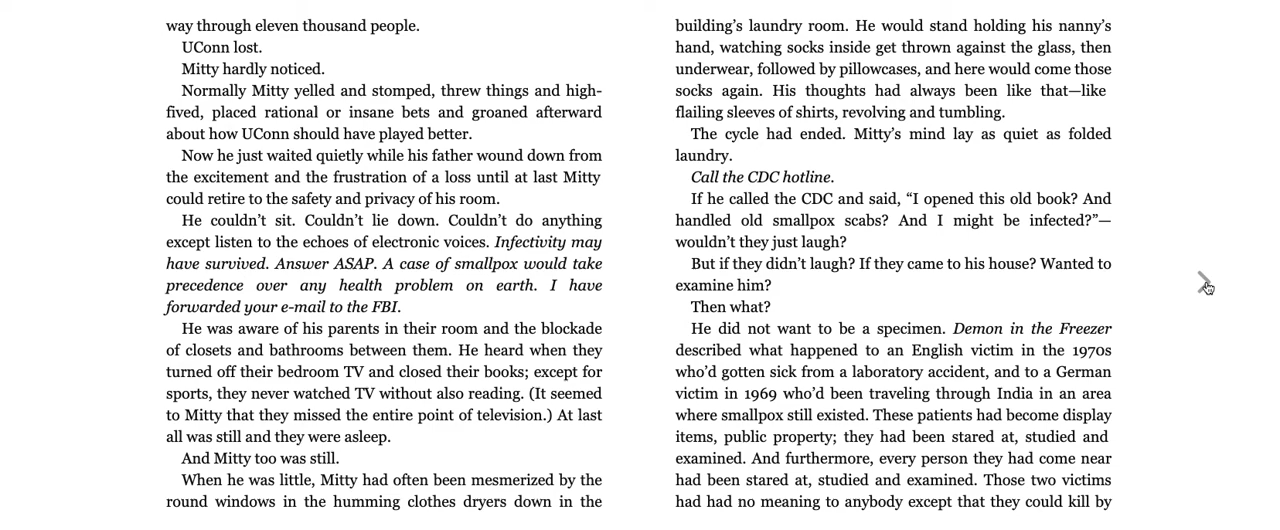 way through eleven thousand people.
UConn lost.
Mitty hardly noticed.
Normally Mitty yelled and stomped, threw things and high-
fived, placed rational or insane bets and groaned afterward
about how UConn should have played better.
Now he just waited quietly while his father wound down from
the excitement and the frustration of a loss until at last Mitty
could retire to the safety and privacy of his room.
He couldn’t sit. Couldn’t lie down. Couldn’t do anything
except listen to the echoes of electronic voices. Infectivity may
have survived. Answer ASAP. A case of smallpox would take
precedence over any health problem on earth. I have
forwarded your e-mail to the FBI.
He was aware of his parents in their room and the blockade
of closets and bathrooms between them. He heard when they
turned off their bedroom TV and closed their books; except for
sports, they never watched TV without also reading. (It seemed
to Mitty that they missed the entire point of television.) At last
all was still and they were asleep.
And Mitty too was still.
When he was little, Mitty had often been mesmerized by the
round windows in the humming clothes dryers down in the
building’s laundry room. He would stand holding his nanny’s
hand, watching socks inside get thrown against the glass, then
underwear, followed by pillowcases, and here would come those
socks again. His thoughts had always been like that—like
flailing sleeves of shirts, revolving and tumbling.
The cycle had ended. Mitty’s mind lay as quiet as folded
laundry.
Call the CDC hotline.
If he called the CDC and said, “I opened this old book? And
handled old smallpox scabs? And I might be infected?”—
wouldn’t they just laugh?
But if they didn’t laugh? If they came to his house? Wanted to
examine him?
Then what?
He did not want to be a specimen. Demon in the Freezer
described what happened to an English victim in the 1970s
who’d gotten sick from a laboratory accident, and to a German
victim in 1969 who’d been traveling through India in an area
where smallpox still existed. These patients had become display
items, public property; they had been stared at, studied and
examined. And furthermore, every person they had come near
had been stared at, studied and examined. Those two victims
had had no meaning to anybody except that they could kill by